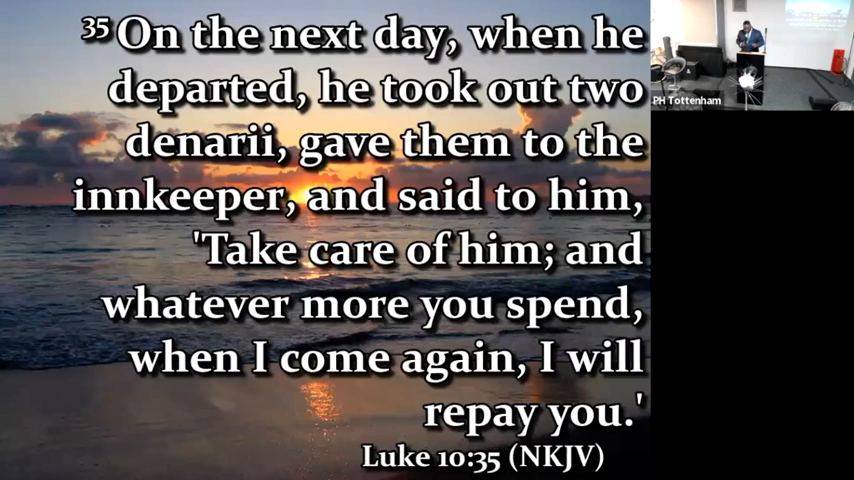 35 On the next day, when he
departed, he took out two
denarii, gave them to the
innkeeper, and said to him,
'Take care of him; and
whatever more you spend,
when I come again, I will
repay you.'
Luke 10:35 (NKJV)
PH Tottenham